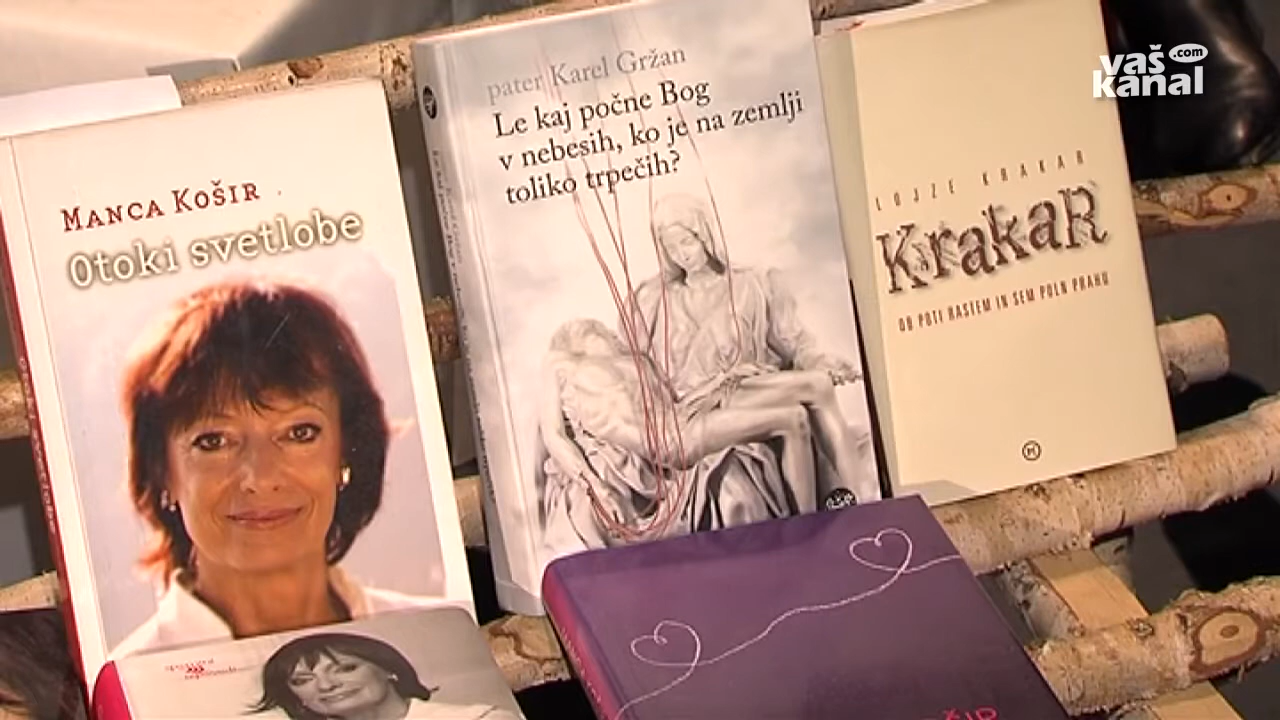 vaš
.com
kanal
MANCA KOŠIR
Otoki svetlobe
pater Karel Gržan
Le kaj počne Bog
v nebesih, ko je na zemlji
toliko trpečih?
LOJZE KRAKAR
KrakaR
OB POTI RASTEM IN SEM POLN PRAHU
ŠIR